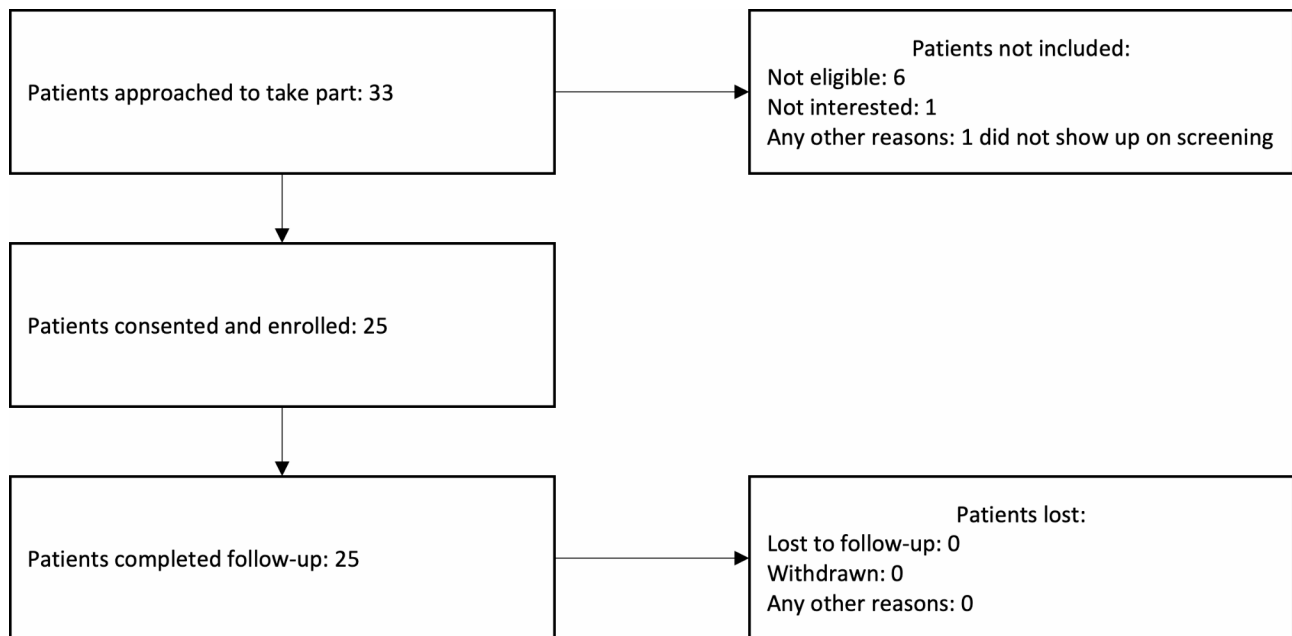 Patients approached to take part: 33
Patients not included:
Not eligible: 6
Not interested: 1
Any other reasons: 1 did not show up on screening
Patients consented and enrolled: 25
Patients completed follow-up: 25
Patients lost:
Lost to follow-up: 0
Withdrawn: 0
Any other reasons: 0